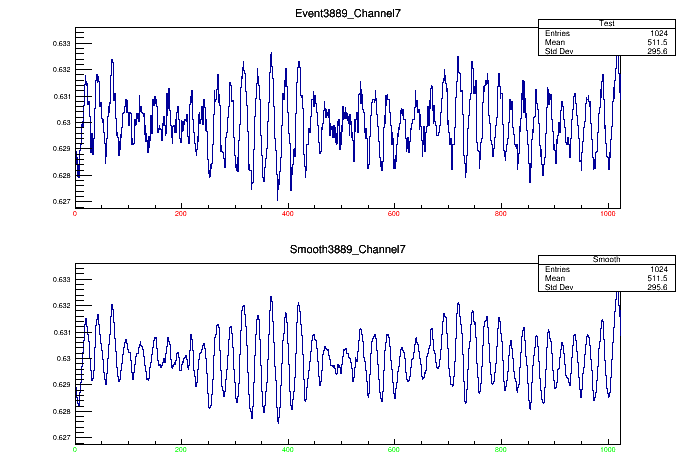 Event3889_Channel7
Test
Entries 1024
Mean 511.5
Std Dev 295.6
0.633
0.632
0.631
0.63
0.629
0.628
0.627
0 200 400 600 800 1000
Smooth3889_Channel7
Smooth
Entries 1024
Mean 511.5
Std Dev 295.6
0.633
0.632
0.631
0.63
0.629
0.628
0.627
0 200 400 600 800 1000